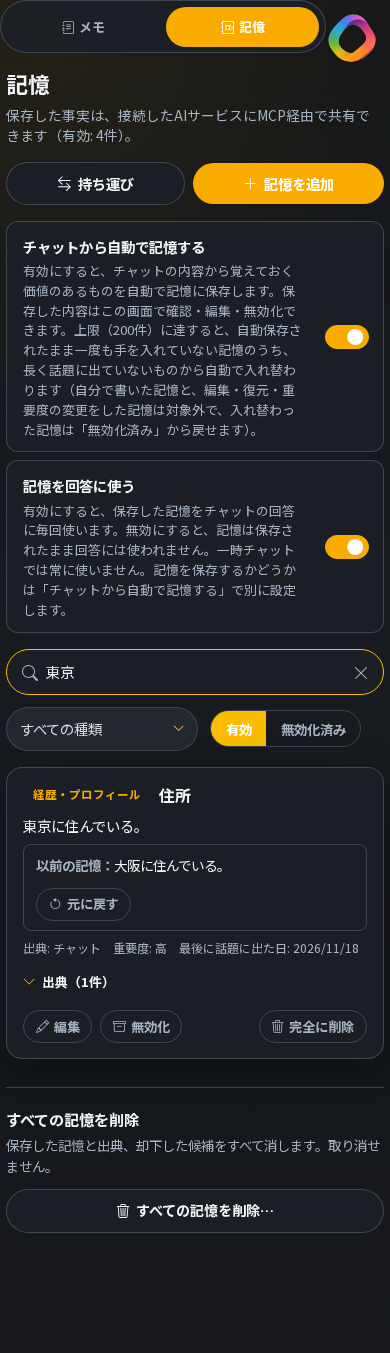 メモ
記憶
記憶
保存した事実は、接続したAIサービスにMCP経由で共有で
きます（有効: 4件）。
持ち運び
記憶を追加
チャットから自動で記憶する
有効にすると、チャットの内容から覚えておく
価値のあるものを自動で記憶に保存します。保
存した内容はこの画面で確認・編集・無効化で
きます。上限（200件）に達すると、自動保存さ
れたまま一度も手を入れていない記憶のうち、
長く話題に出ていないものから自動で入れ替わ
ります（自分で書いた記憶と、編集・復元・重
要度の変更をした記憶は対象外で、入れ替わっ
た記憶は「無効化済み」から戻せます）。
記憶を回答に使う
有効にすると、保存した記憶をチャットの回答
に毎回使います。無効にすると、記憶は保存さ
れたまま回答には使われません。一時チャット
では常に使いません。記憶を保存するかどうか
は「チャットから自動で記憶する」で別に設定
します。
東京
すべての種類
有効
無効化済み
経歴・プロフィール
住所
東京に住んでいる。
以前の記憶：大阪に住んでいる。
元に戻す
出典: チャット 重要度: 高 最後に話題に出た日: 2026/11/18
出典（1件）
編集
無効化
完全に削除
すべての記憶を削除
保存した記憶と出典、却下した候補をすべて消します。取り消せ
ません。
すべての記憶を削除…